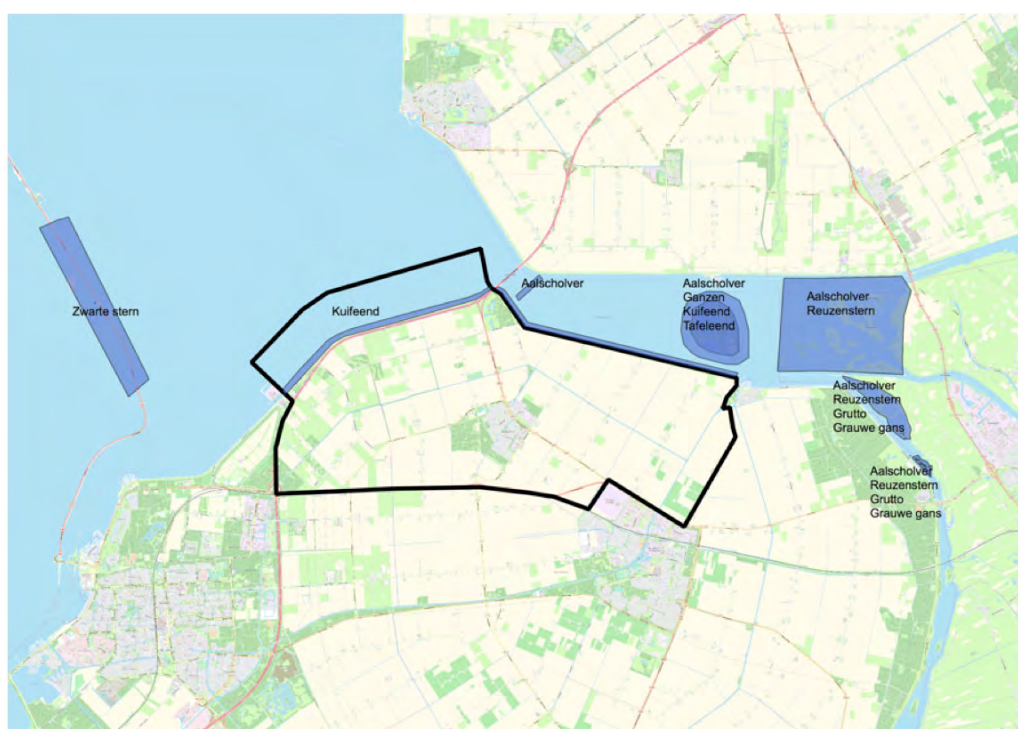 Zwarte stern
Kuifeend
Aalscholver
Aalscholver
Ganzen
Kuifeend
Tafeleend
Aalscholver
Reuzenstern
Aalscholver
Reuzenstern
Grutto
Grauwe gans
Aalscholver
Reuzenstern
Grutto
Grauwe gans